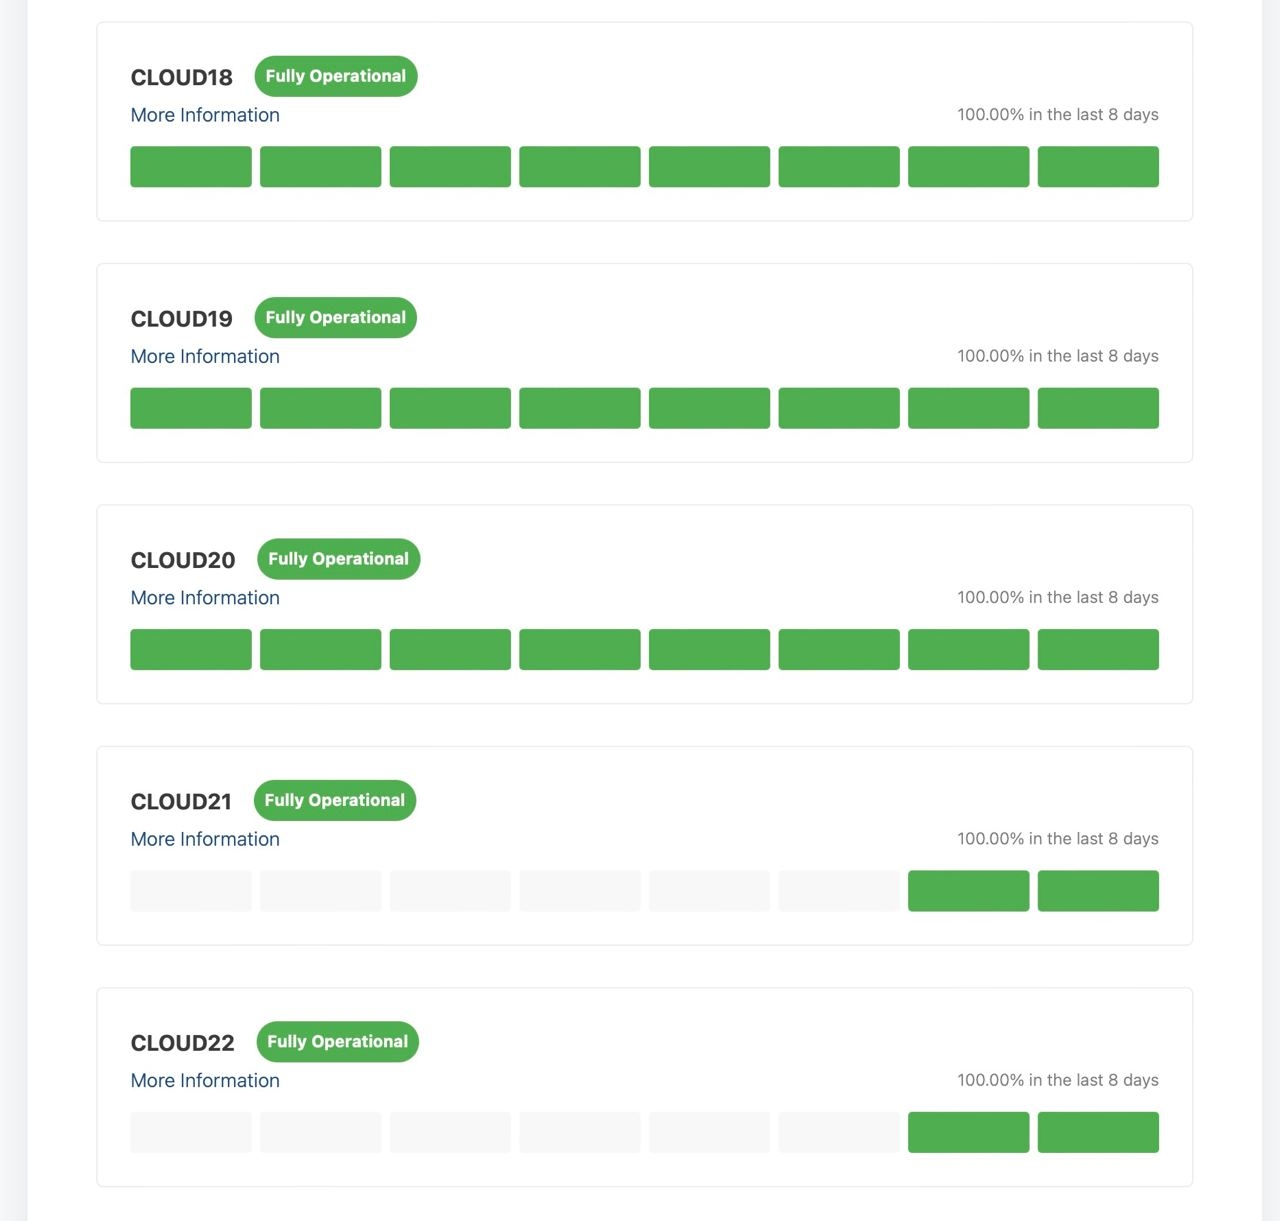 CLOUD18 Fully Operational
More Information 100.00% in the last 8 days
CLOUD19 Fully Operational
More Information 100.00% in the last 8 days
CLOUD20 Fully Operational
More Information 100.00% in the last 8 days
CLOUD21 Fully Operational
More Information 100.00% in the last 8 days
CLOUD22 Fully Operational
More Information 100.00% in the last 8 days